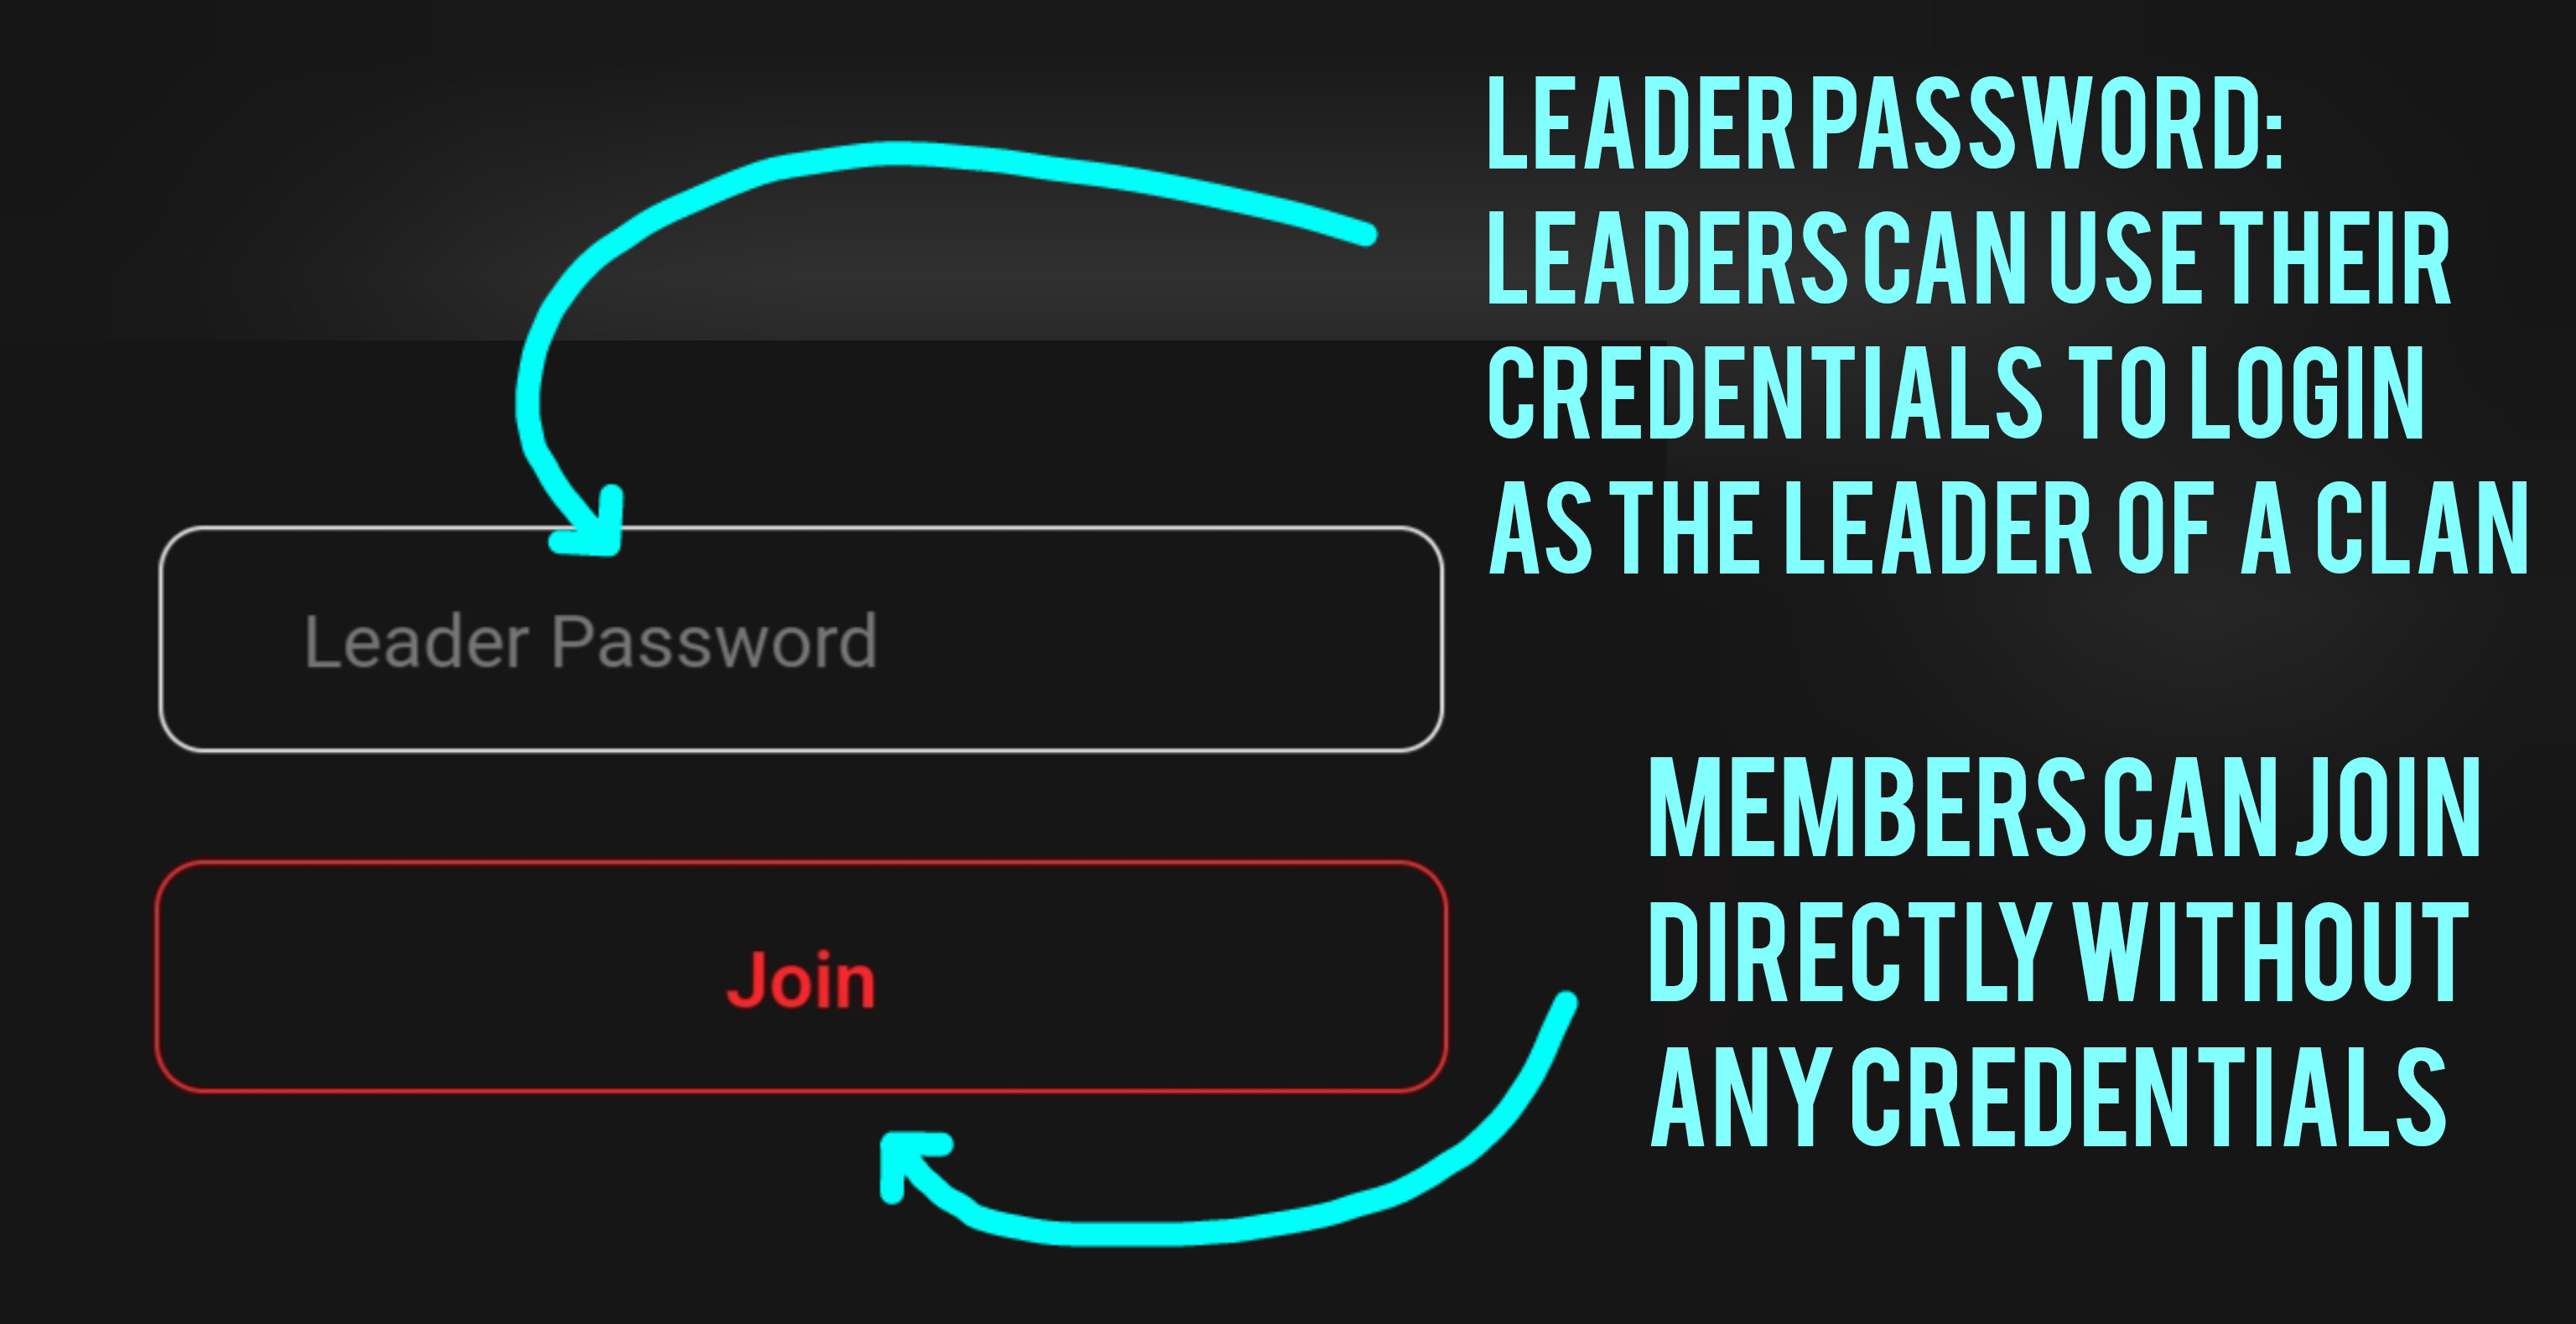 LEADER PASSWORD:
LEADERS CAN USE THEIR
CREDENTIALS TO LOGIN
AS THE LEADER OF A CLAN
Leader Password
MEMBERS CAN JOIN
DIRECTLY WITHOUT
ANY CREDENTIALS
Join